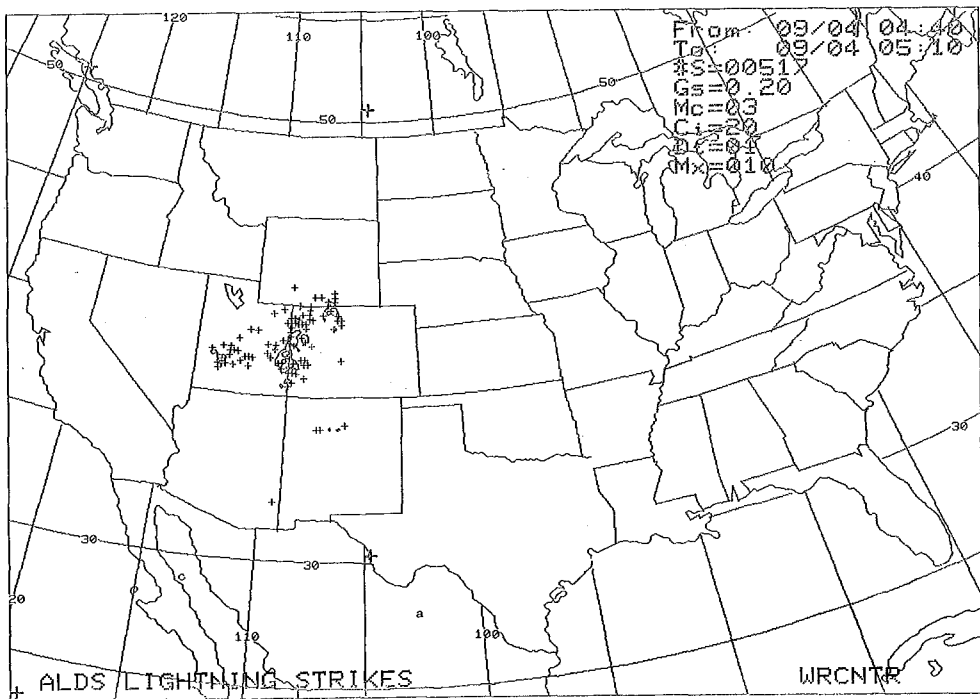 120
110
100
From: 09/04 04:40
To: 09/04 05:10
#S=00517
Gs=0.20
Mc=03
Ci=20
Mx=010
50
50
50
40
30
30
30
20
110
100
a
ALDS LIGHTNING STRIKES
WRCNTR